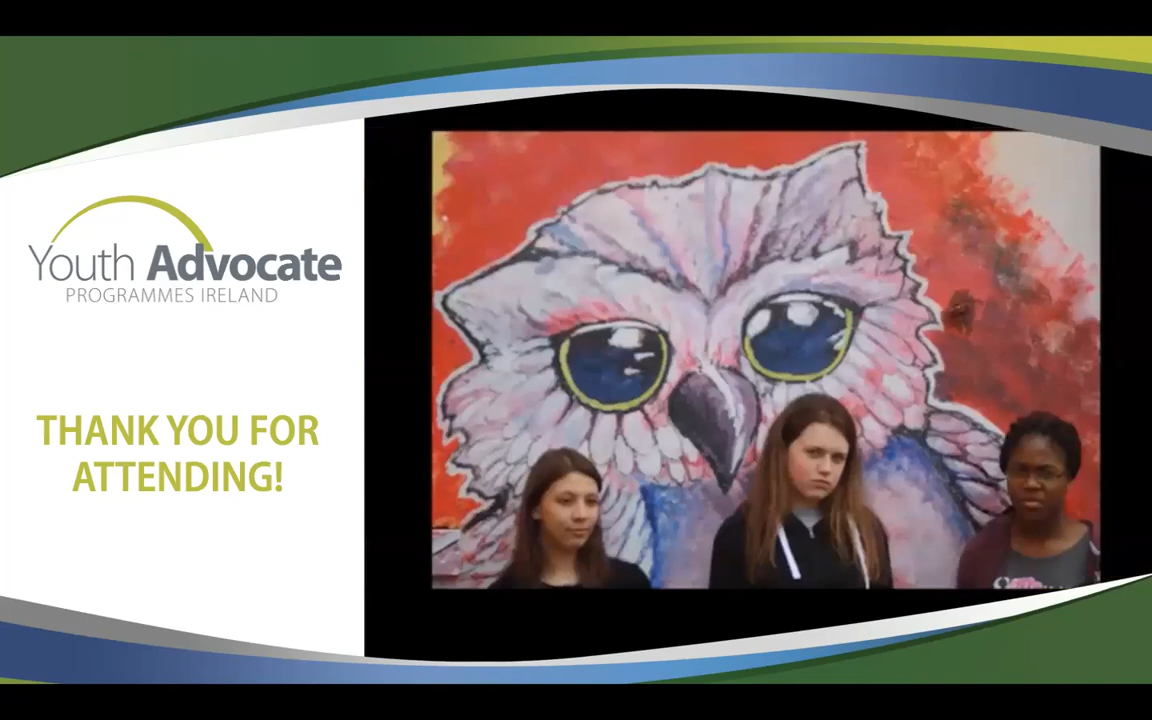 Youth Advocate
PROGRAMMES IRELAND
THANK YOU FOR
ATTENDING!